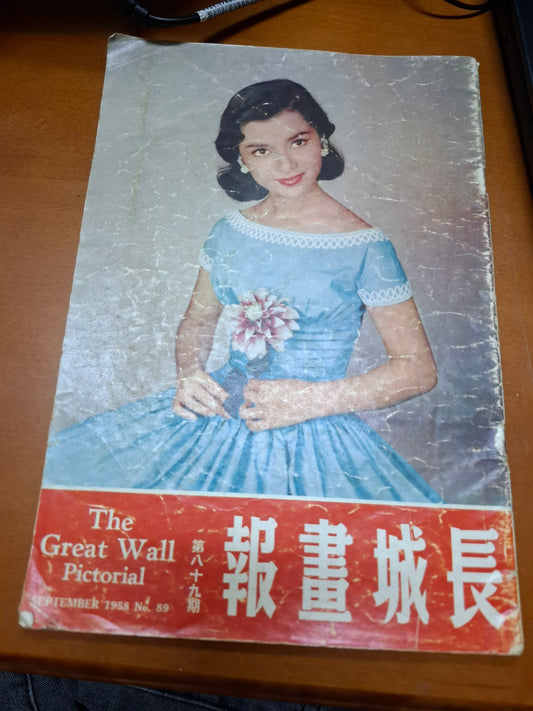 The
Great Wall
Pictorial
SEPTEMBER 1958 No. 89
第八十九期
報畫城長